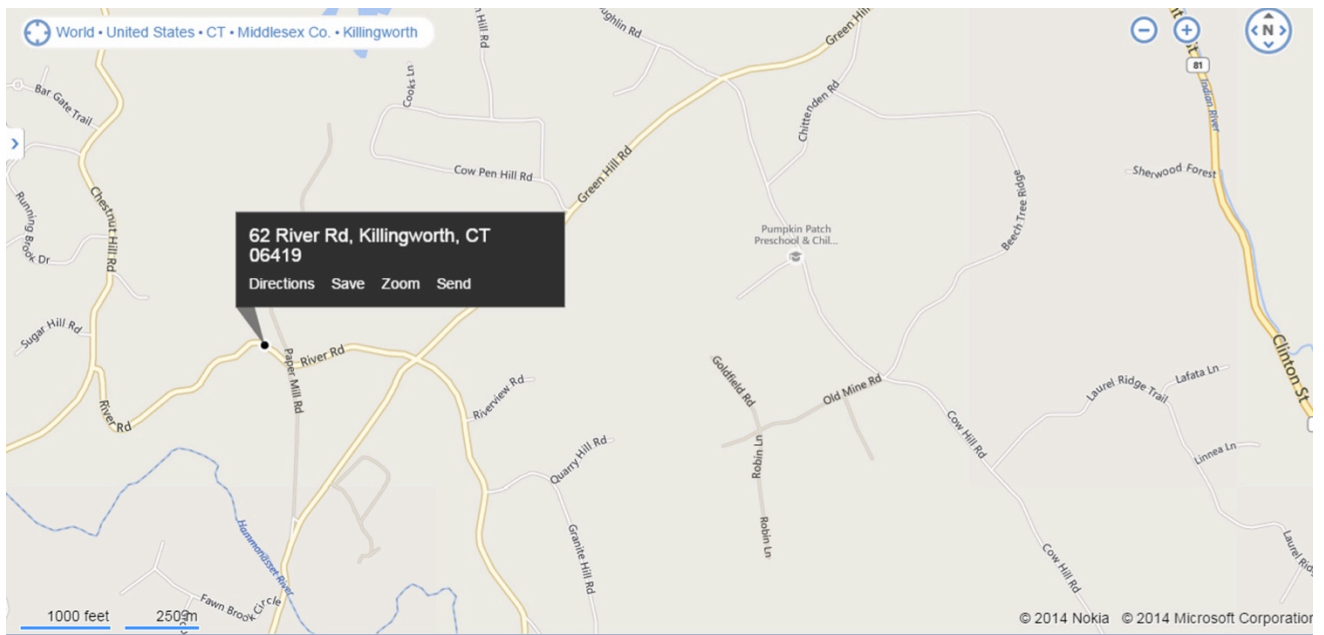 World • United States • CT • Middlesex Co. • Killingworth
Hill Rd
ughlin Rd
Green Hill
81
N
Bar Gate Trail
Cooks Ln
Chittenden Rd
Indian River
Cow Pen Hill Rd
Green Hill Rd
Sherwood Forest
Chestnut Hill Rd
Running Brook Dr
Beech Tree Ridge
Pumpkin Patch
Preschool & Chil...
62 River Rd, Killingworth, CT
06419
Directions Save Zoom Send
Sugar Hill Rd
Paper Mill Rd
River Rd
Clinton St
Goldfield Rd
Riverview Rd
Old Mine Rd
Laurel Ridge Trail
Lafata Ln
River Rd
Cow Hill Rd
Quarry Hill Rd
Robin Ln
Linnea Ln
Hammonasset River
Granite Hill Rd
Robin Ln
Cow Hill Rd
Laurel Rid
Fawn Brook Circle
1000 feet 250 m
© 2014 Nokia © 2014 Microsoft Corporation